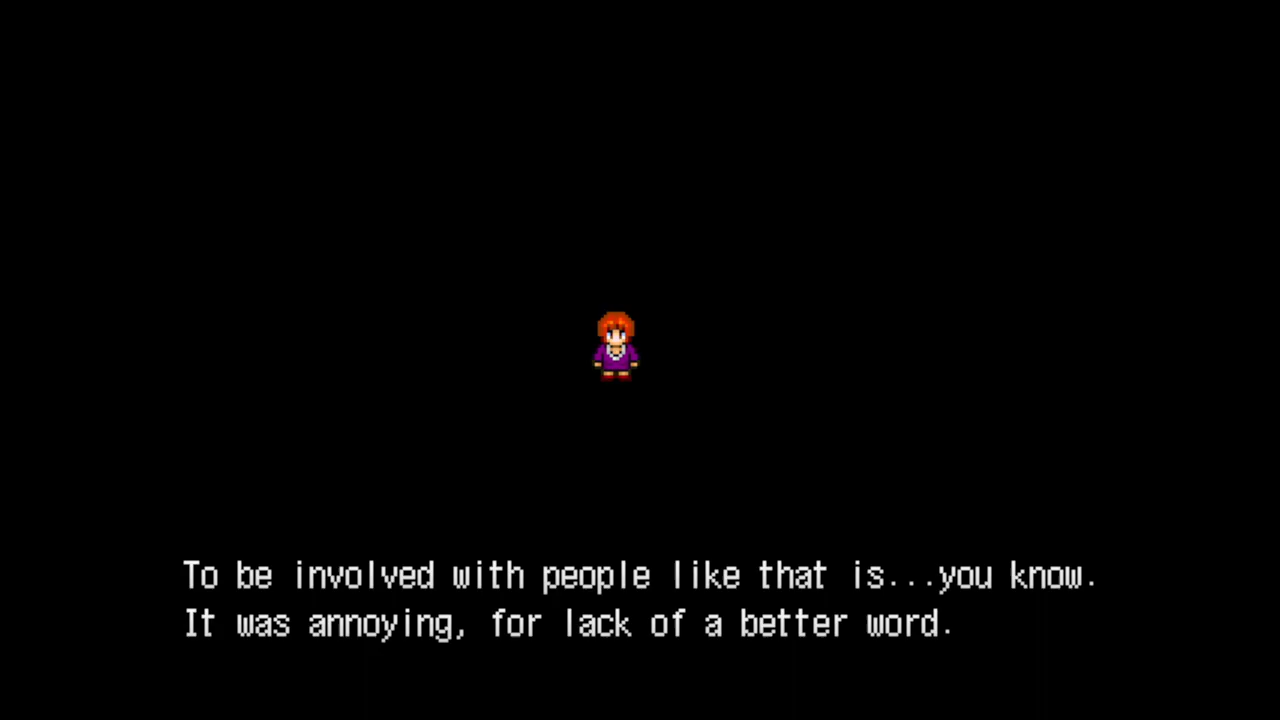 To be involved with people like that is...you know.
It was annoying, for lack of a better word.